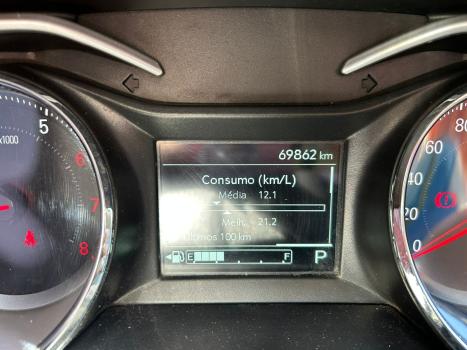 69862 km
Consumo (km/L)
Média 12.1
Melh. 21.2
Últimos 100 km
E F P
5
x1000
6
7
8
80
60
40
20
0